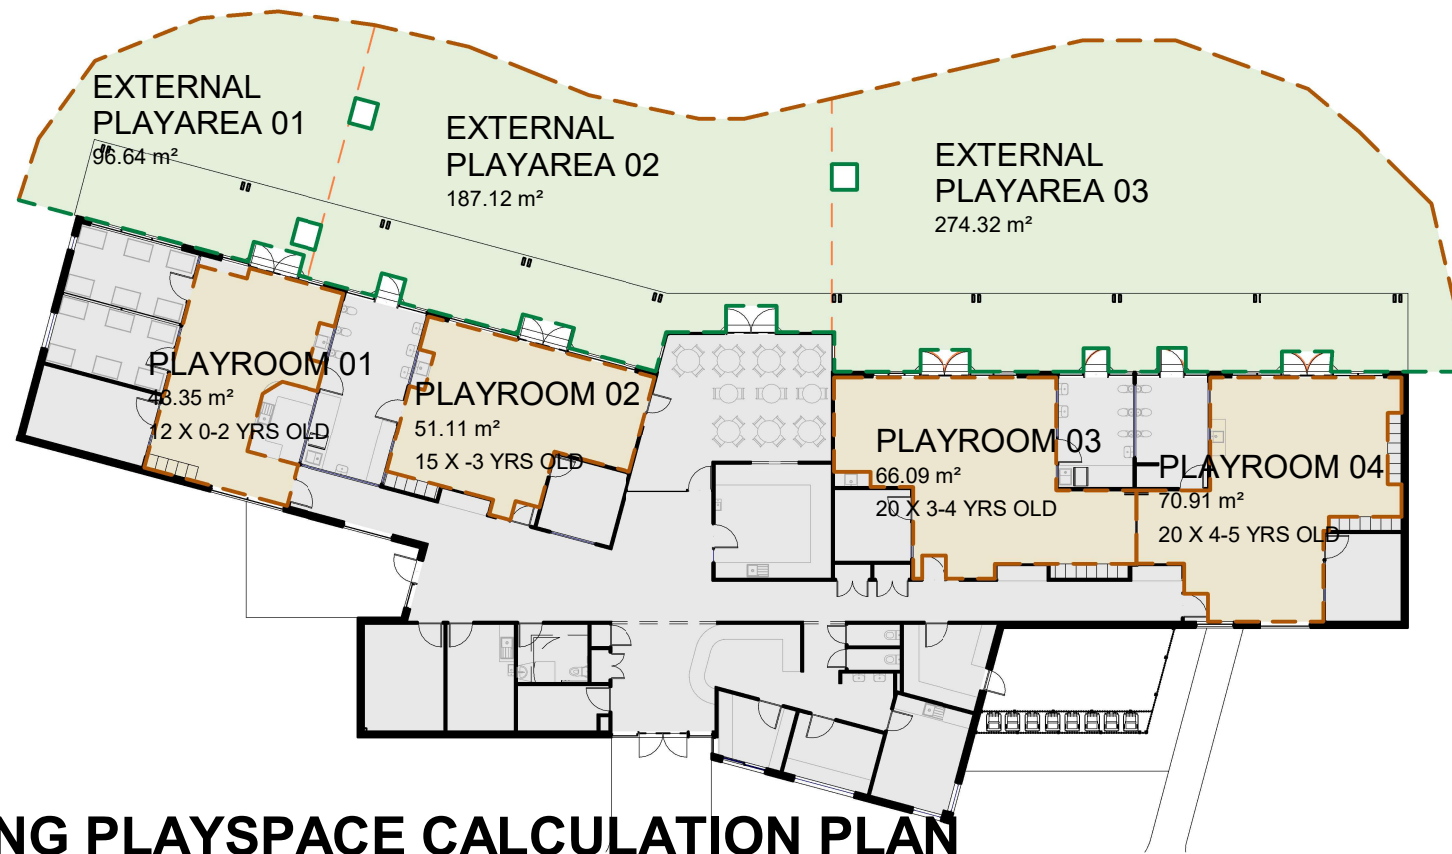 EXTERNAL
PLAYAREA 01
96.64 m²
EXTERNAL
PLAYAREA 02
187.12 m²
EXTERNAL
PLAYAREA 03
274.32 m²
PLAYROOM 01
43.35 m²
12 X 0-2 YRS OLD
PLAYROOM 02
51.11 m²
15 X -3 YRS OLD
PLAYROOM 03
66.09 m²
20 X 3-4 YRS OLD
PLAYROOM 04
70.91 m²
20 X 4-5 YRS OLD
NG PLAYSPACE CALCULATION PLAN